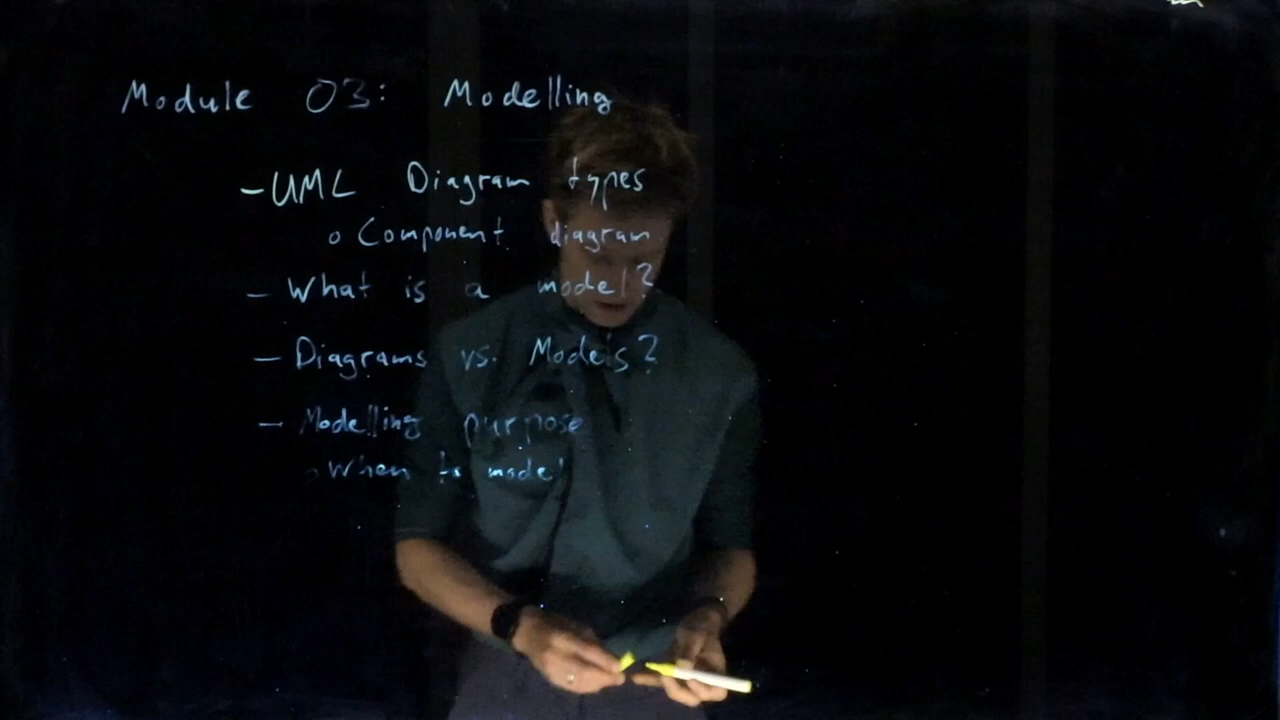 Module 03: Modelling
- UML Diagram types
o Component diagram
- What is a model?
- Diagrams vs. Models?
- Modelling purpose
o When to model